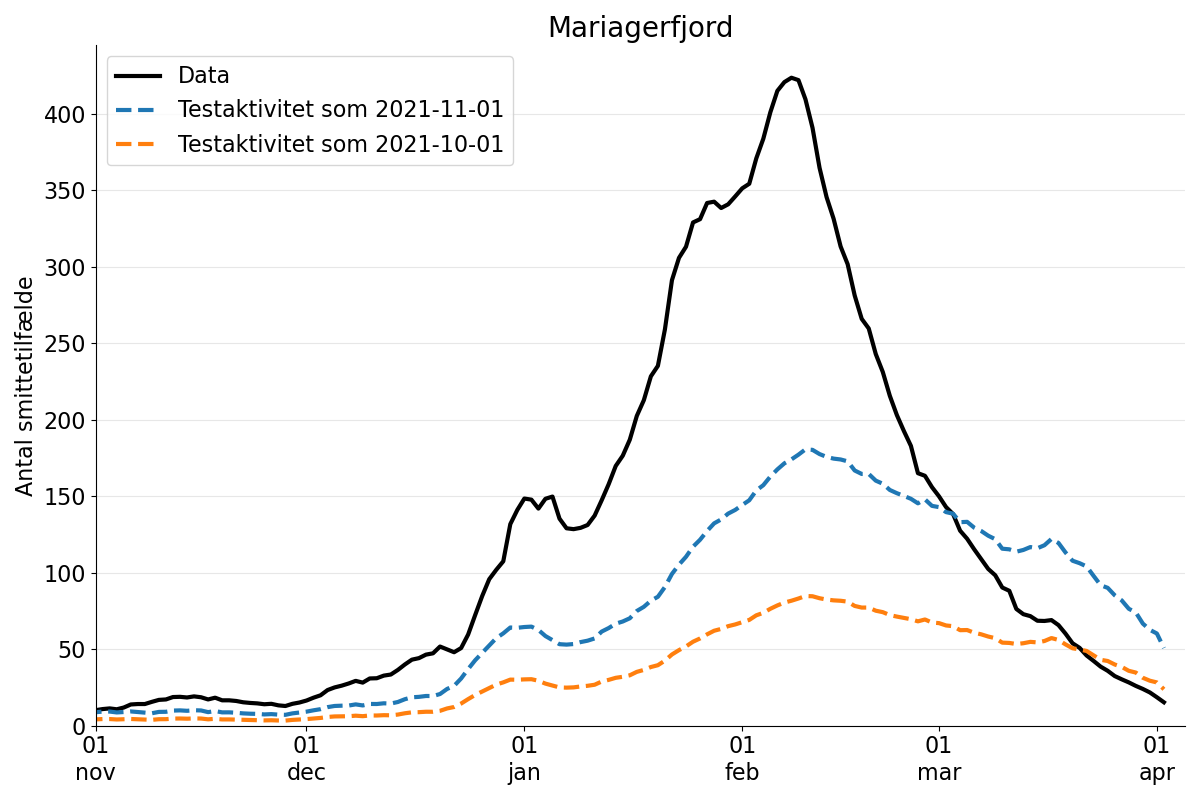 Mariagerfjord
Data
Testaktivitet som 2021-11-01
Testaktivitet som 2021-10-01
Antal smittetilfælde
400
350
300
250
200
150
100
50
0
01 01 01 01 01 01
nov dec jan feb mar apr